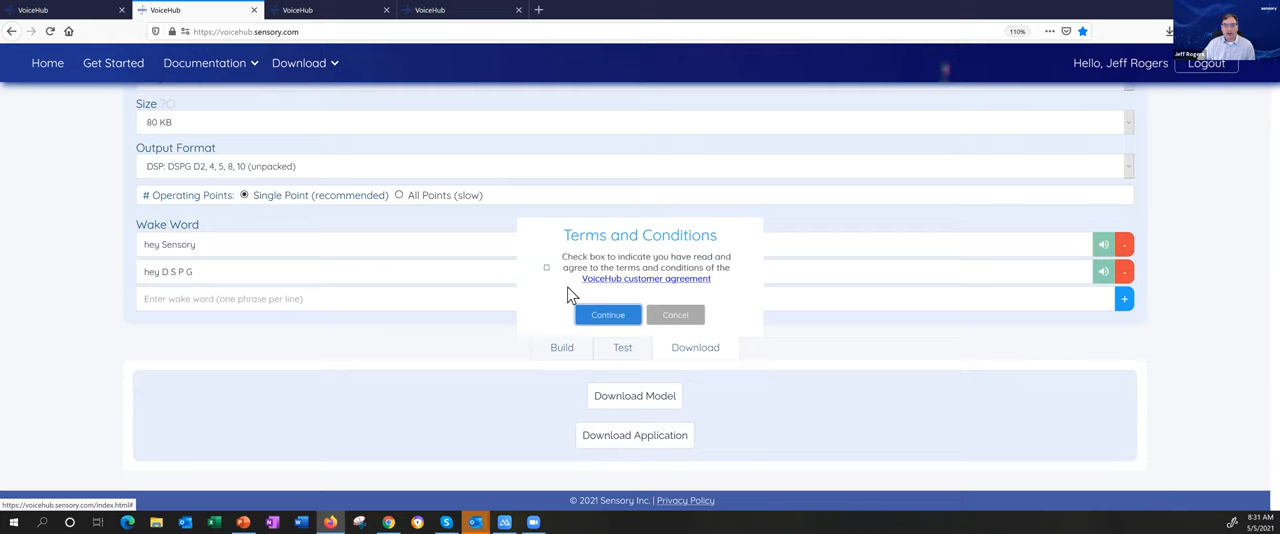 VoiceHub
VoiceHub
VoiceHub
VoiceHub
https://voicehub.sensory.com
110%
sensory
Jeff Rogers
Home
Get Started
Documentation
Download
Hello, Jeff Rogers
Logout
Size
80 KB
Output Format
DSP: DSPG D2, 4, 5, 8, 10 (unpacked)
# Operating Points: Single Point (recommended) All Points (slow)
Wake Word
hey Sensory
hey D S P G
Enter wake word (one phrase per line)
Terms and Conditions
Check box to indicate you have read and
agree to the terms and conditions of the
VoiceHub customer agreement
Continue
Cancel
Build
Test
Download
Download Model
Download Application
https://voicehub.sensory.com/index.html#
© 2021 Sensory Inc. | Privacy Policy
8:31 AM
5/5/2021